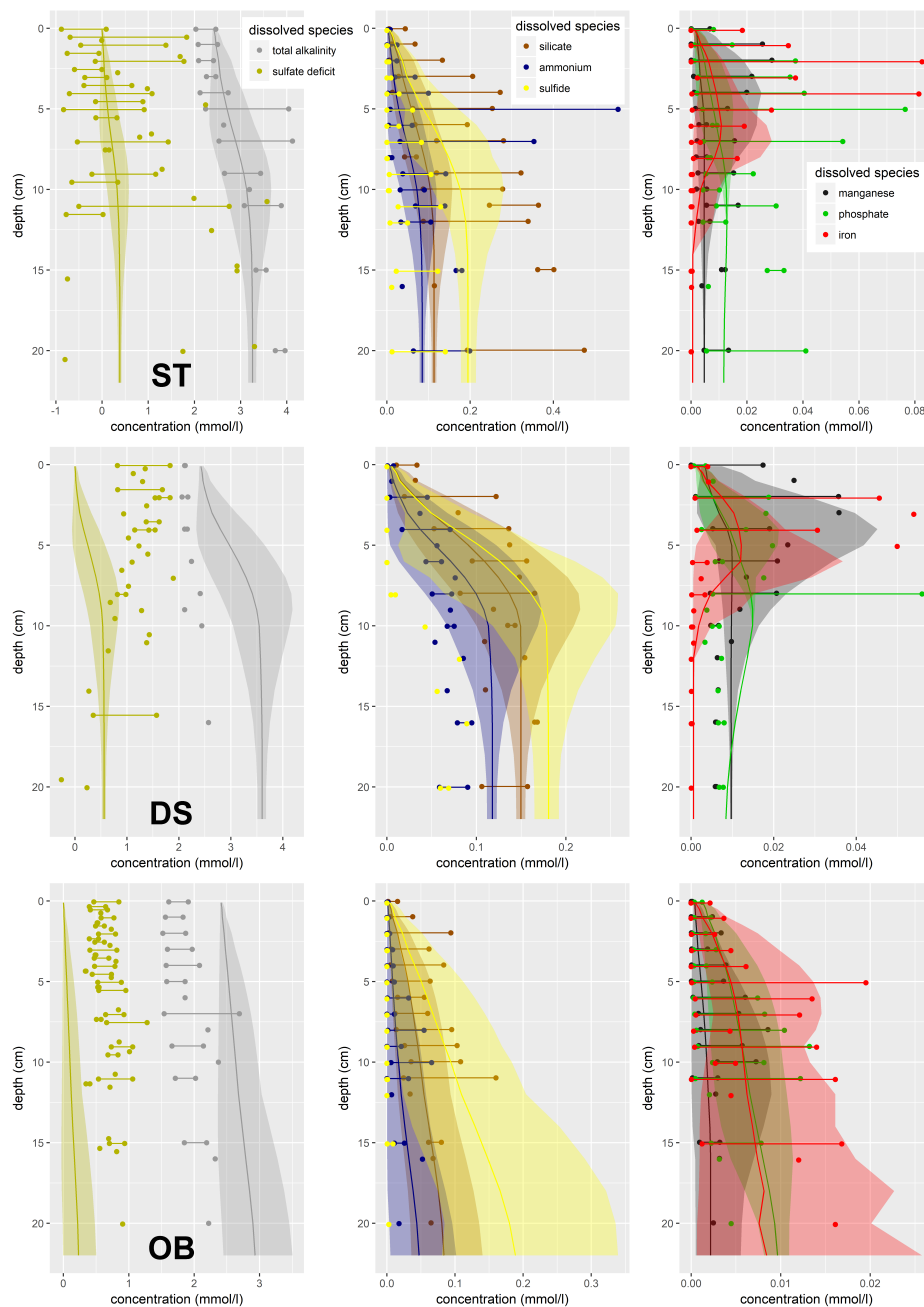 dissolved species
total alkalinity
sulfate deficit
0
5
10
15
20
depth (cm)
ST
-1
0
1
2
3
4
concentration (mmol/l)
dissolved species
silicate
ammonium
sulfide
0
5
10
15
20
depth (cm)
0.0
0.2
0.4
concentration (mmol/l)
dissolved species
manganese
phosphate
iron
0
5
10
15
20
depth (cm)
0.00
0.02
0.04
0.06
0.08
concentration (mmol/l)
0
5
10
15
20
depth (cm)
DS
0
1
2
3
4
concentration (mmol/l)
0
5
10
15
20
depth (cm)
0.0
0.1
0.2
concentration (mmol/l)
0
5
10
15
20
depth (cm)
0.00
0.02
0.04
concentration (mmol/l)
0
5
10
15
20
depth (cm)
OB
0
1
2
3
concentration (mmol/l)
0
5
10
15
20
depth (cm)
0.0
0.1
0.2
0.3
concentration (mmol/l)
0
5
10
15
20
depth (cm)
0.00
0.01
0.02
concentration (mmol/l)